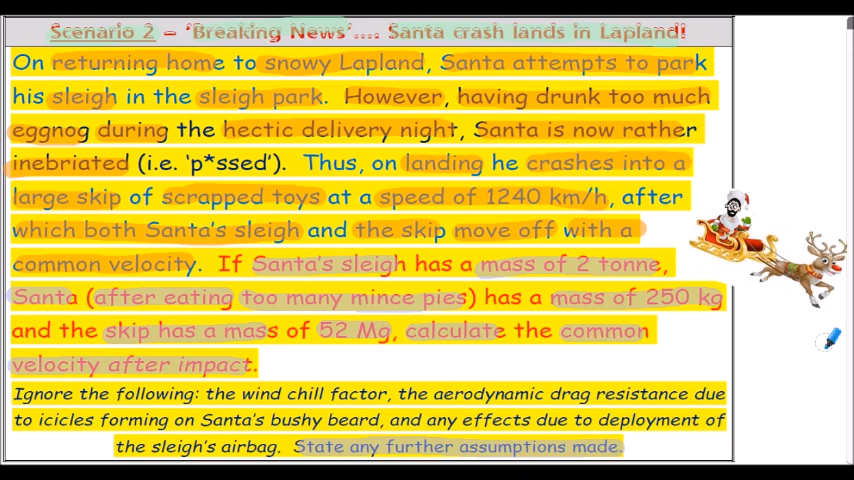 Scenario 2 – ‘Breaking News’.... Santa crash lands in Lapland!
On returning home to snowy Lapland, Santa attempts to park
his sleigh in the sleigh park. However, having drunk too much
eggnog during the hectic delivery night, Santa is now rather
inebriated (i.e. ‘p*ssed’). Thus, on landing he crashes into a
large skip of scrapped toys at a speed of 1240 km/h, after
which both Santa’s sleigh and the skip move off with a
common velocity. If Santa’s sleigh has a mass of 2 tonne,
Santa (after eating too many mince pies) has a mass of 250 kg
and the skip has a mass of 52 Mg, calculate the common
velocity after impact.
Ignore the following: the wind chill factor, the aerodynamic drag resistance due
to icicles forming on Santa’s bushy beard, and any effects due to deployment of
the sleigh’s airbag. State any further assumptions made.